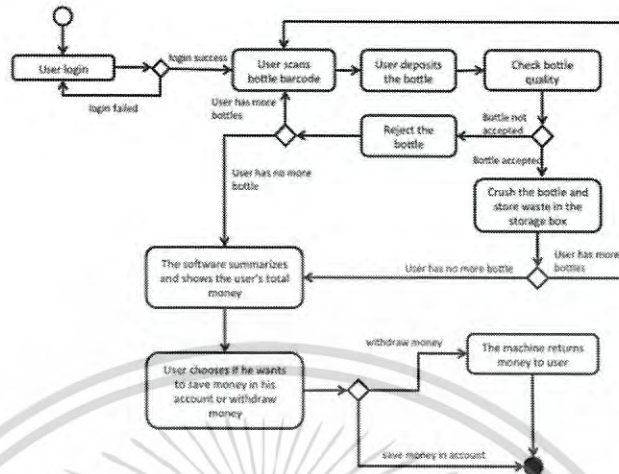 User login
login success
login failed
User scans
bottle barcode
User deposits
the bottle
Check bottle
quality
User has more
bottles
Reject the
bottle
Bottle not
accepted
Bottle accepted
User has no more
bottle
Crush the bottle and
store waste in the
storage box
The software summarizes
and shows the user's total
money
User has no more bottle
User has more
bottles
User chooses if he wants
to save money in his
account or withdraw
money
withdraw money
The machine returns
money to user
save money in account